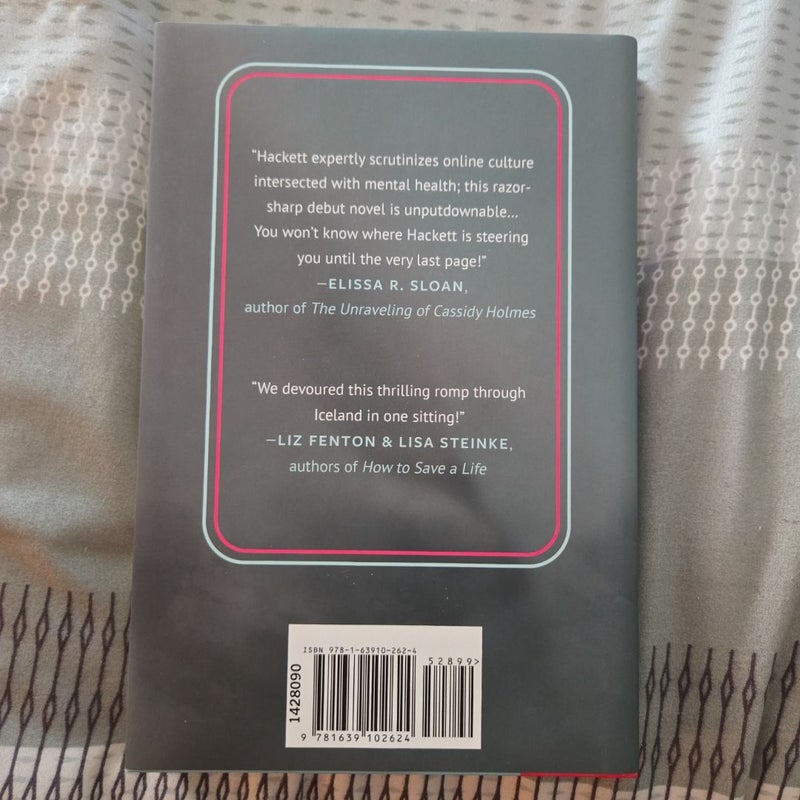 “Hackett expertly scrutinizes online culture
intersected with mental health; this razor-
sharp debut novel is unputdownable...
You won’t know where Hackett is steering
you until the very last page!”
—ELISSA R. SLOAN,
author of The Unraveling of Cassidy Holmes
“We devoured this thrilling romp through
Iceland in one sitting!”
—LIZ FENTON & LISA STEINKE,
authors of How to Save a Life
ISBN 978-1-63910-262-4
52899>
1428090
9 781639 102624